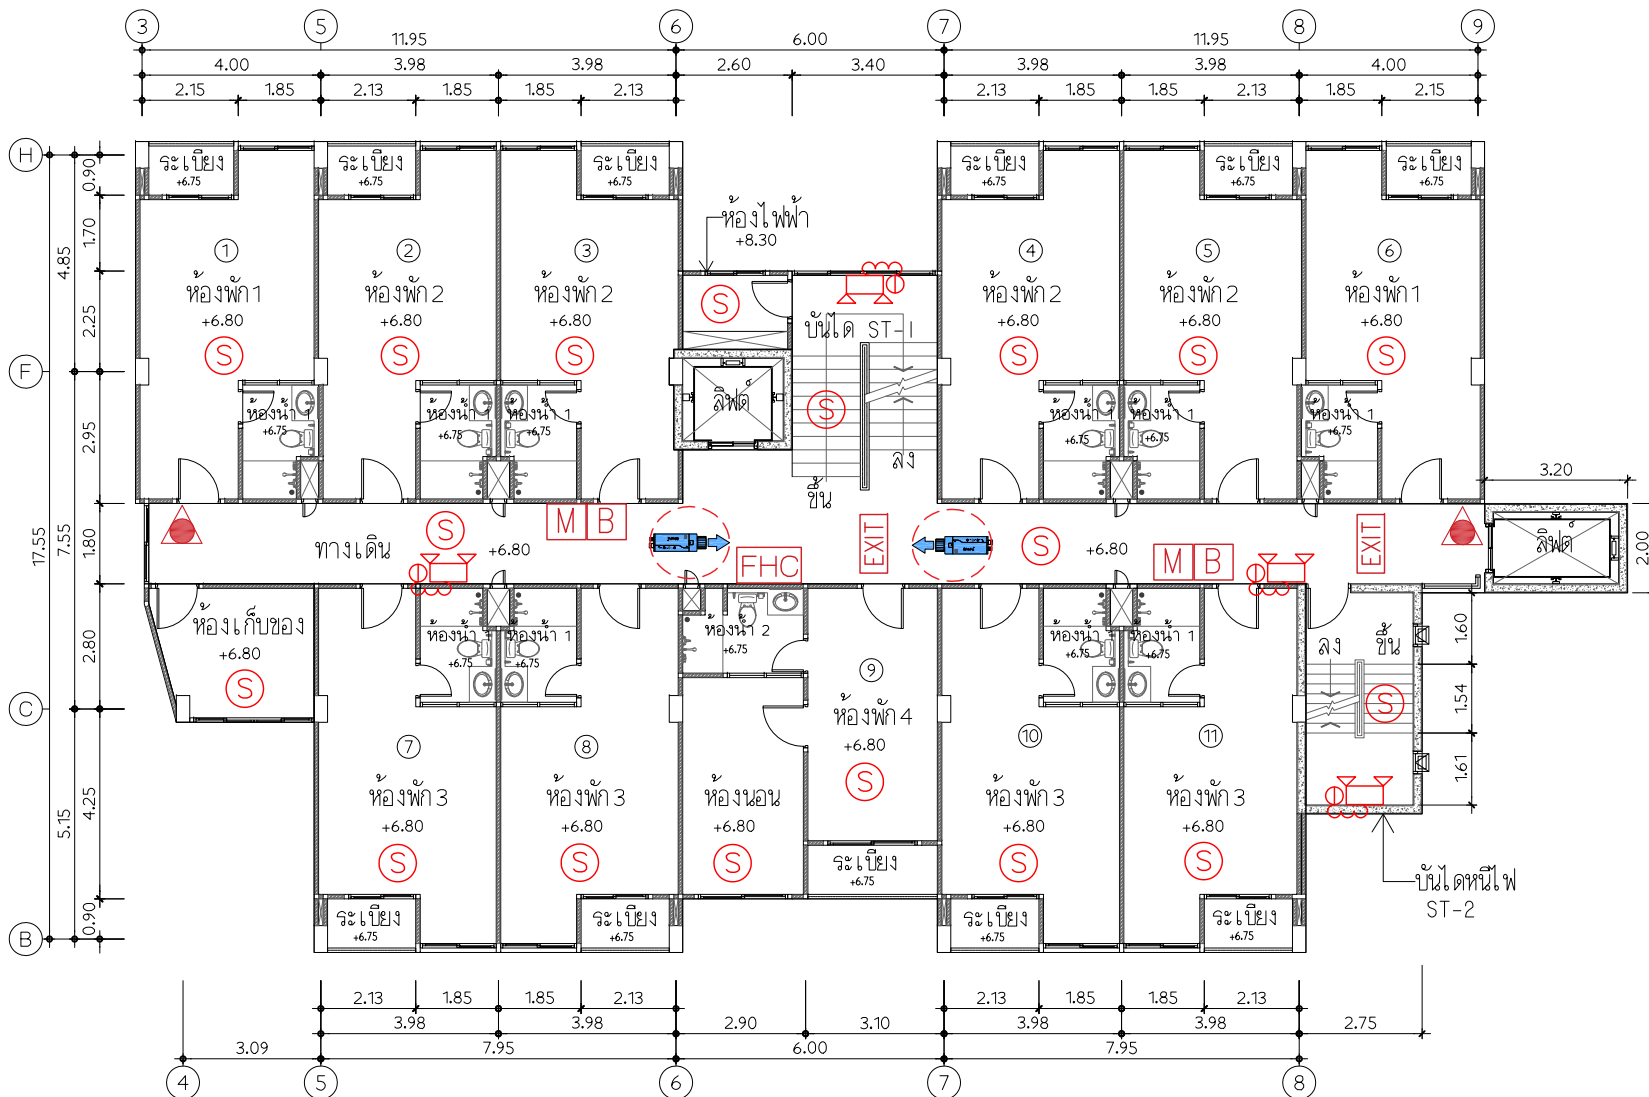 3 5 6 7 8 9
11.95 6.00 11.95
4.00 3.98 3.98 2.60 3.40 3.98 3.98 4.00
2.15 1.85 2.13 1.85 1.85 2.13 2.13 1.85 1.85 2.13 1.85 2.15
H
F
C
B
0.90
1.70
2.25
2.95
1.80
2.80
4.25
0.90
4.85
7.55
5.15
17.55
ระเบียง ระเบียง ระเบียง ระเบียง ระเบียง ระเบียง
+6.75 +6.75 +6.75 +6.75 +6.75 +6.75
ห้องไฟฟ้า
+8.30
1 2 3 4 5 6
ห้องพัก1 ห้องพัก2 ห้องพัก2 ห้องพัก2 ห้องพัก2 ห้องพัก1
+6.80 +6.80 +6.80 +6.80 +6.80 +6.80
S
บันได ST-1
S S S S S S
ลิฟต์ S
ห้องน้ำ 1 ห้องน้ำ 1 ห้องน้ำ 1 ห้องน้ำ 1 ห้องน้ำ 1 ห้องน้ำ 1
+6.75 +6.75 +6.75 +6.75 +6.75 +6.75
ลง
ขึ้น
3.20
2.00
M B
S
ทางเดิน +6.80
FHC
EXIT
S
+6.80
M B
EXIT
ลิฟต์
ห้องเก็บของ
+6.80
S
ห้องน้ำ 1 ห้องน้ำ 1 ห้องน้ำ 2 ห้องน้ำ 1 ห้องน้ำ 1
+6.75 +6.75 +6.75 +6.75 +6.75
ลง ขึ้น
S
1.60
1.54
1.61
9
ห้องพัก4
+6.80
S
7 8 10 11
ห้องพัก3 ห้องพัก3 ห้องนอน ห้องพัก3 ห้องพัก3
+6.80 +6.80 +6.80 +6.80 +6.80
S S S S S
ระเบียง
+6.75
บันไดหนีไฟ
ST-2
ระเบียง ระเบียง ระเบียง ระเบียง
+6.75 +6.75 +6.75 +6.75
2.13 1.85 1.85 2.13 2.13 1.85 1.85 2.13
3.98 3.98 2.90 3.10 3.98 3.98 2.75
3.09 7.95 6.00 7.95
4 5 6 7 8